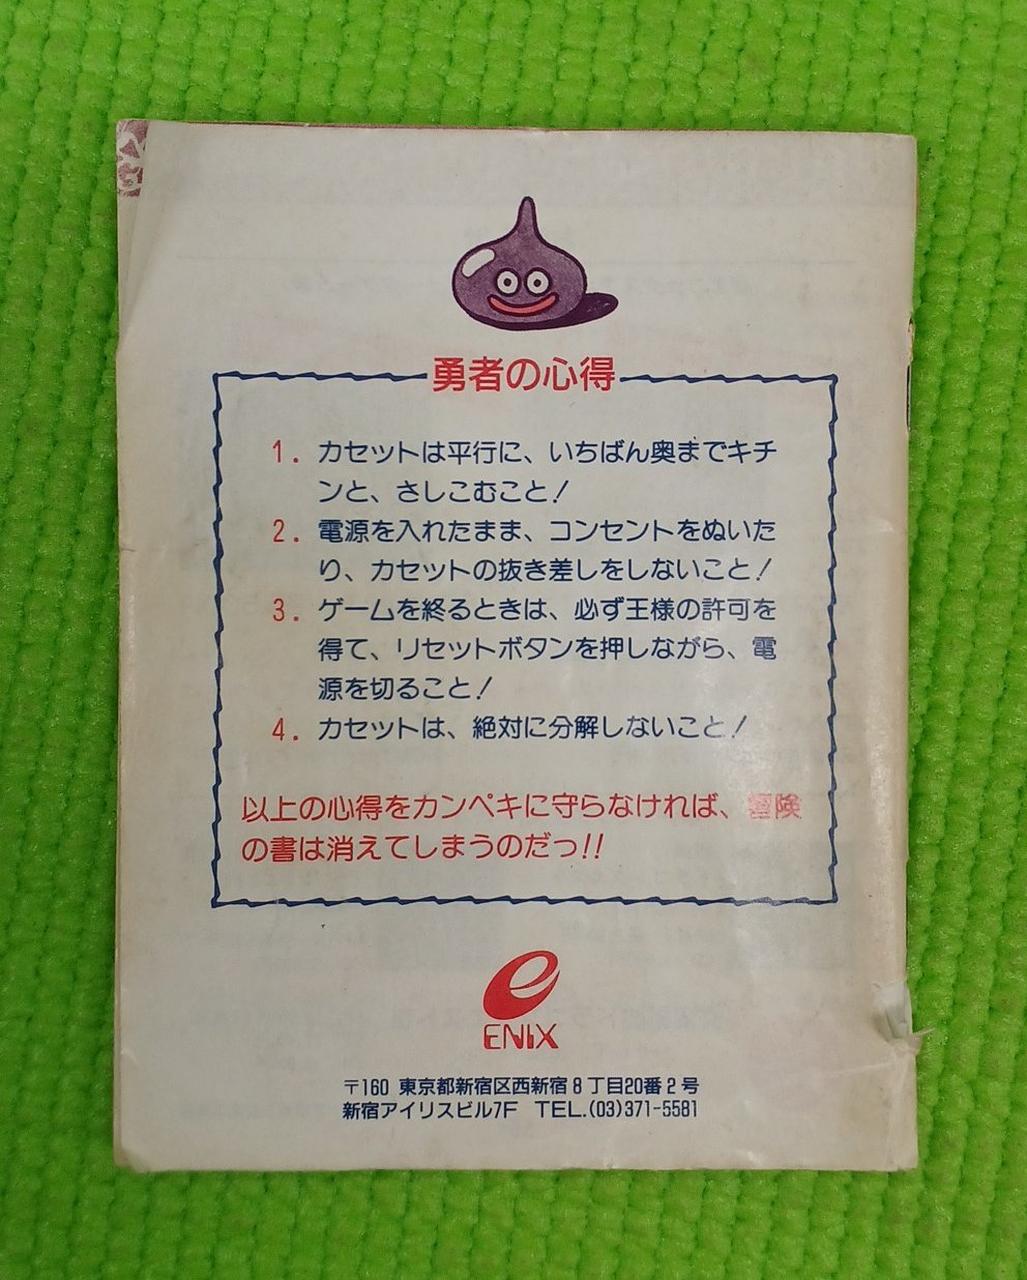 勇者の心得
1. カセットは平行に、いちばん奥までキチ
ンと、さしこむこと!
2. 電源を入れたまま、コンセントをぬいた
り、カセットの抜き差しをしないこと!
3. ゲームを終るときは、必ず王様の許可を
得て、リセットボタンを押しながら、電
源を切ること!
4. カセットは、絶対に分解しないこと!
以上の心得をカンペキに守らなければ、冒険
の書は消えてしまうのだっ!!
ENIX
〒160 東京都新宿区西新宿8丁目20番2号
新宿アイリスビル7F TEL.(03)371-5581